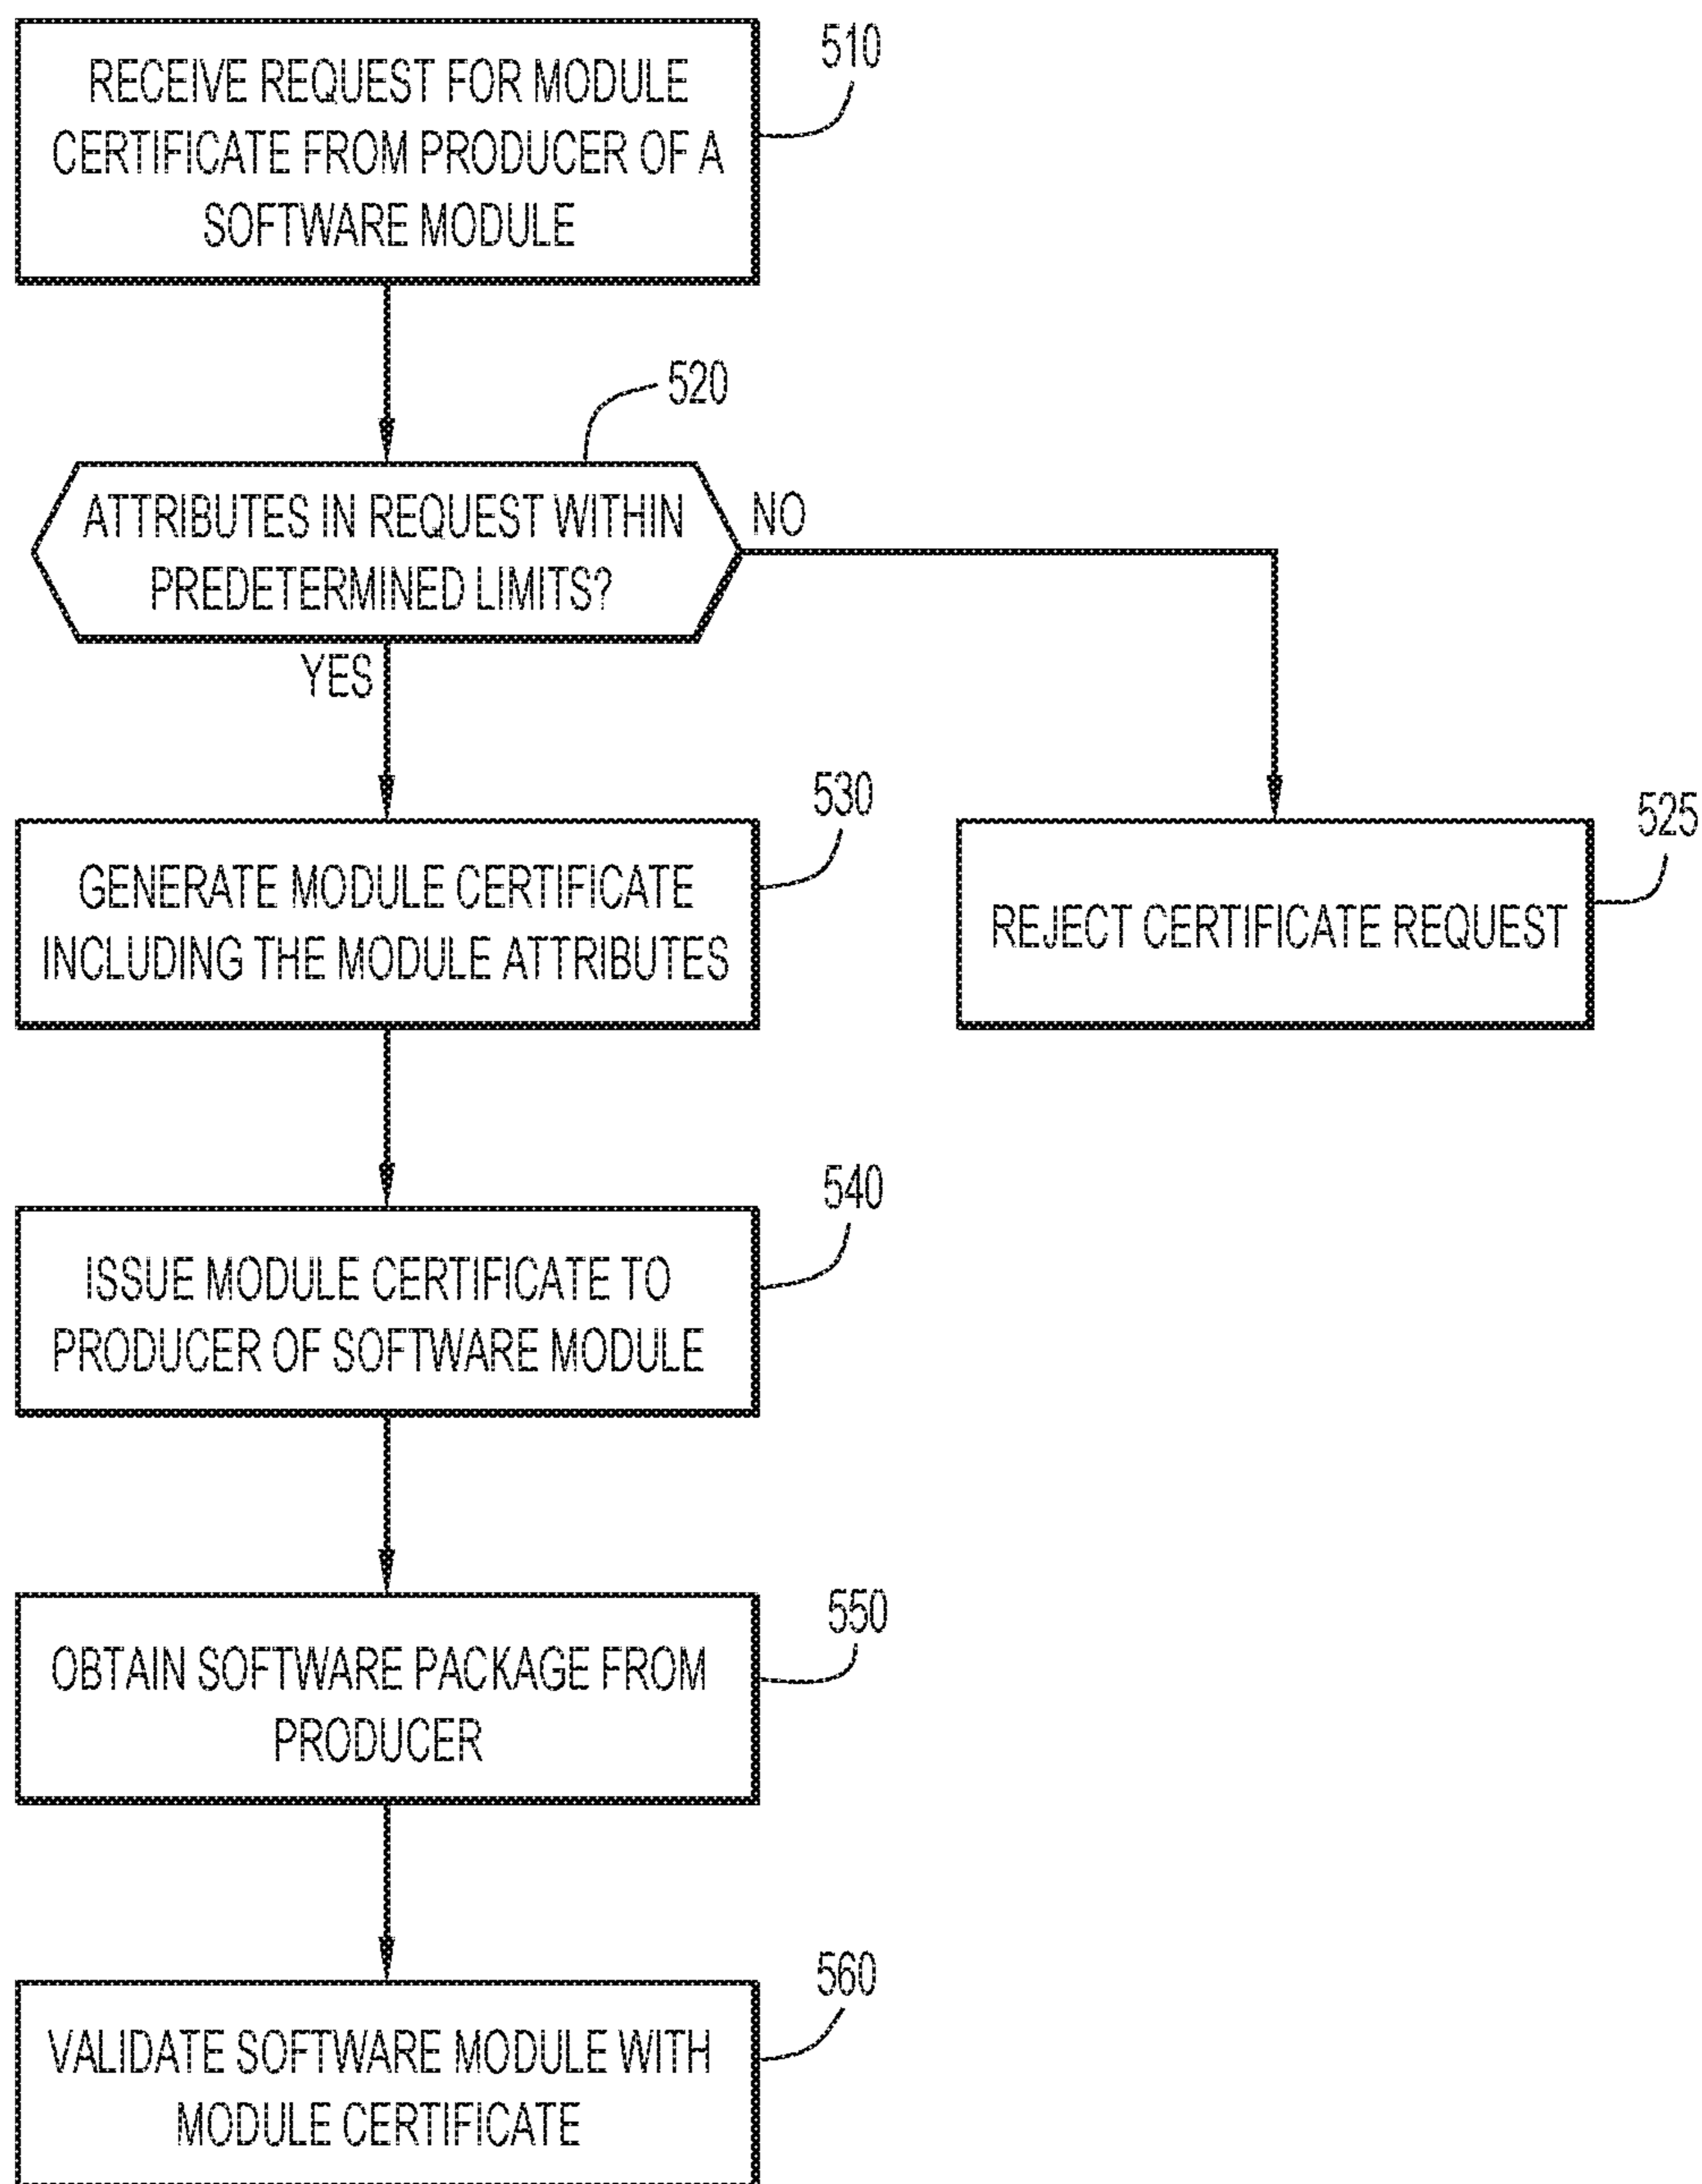 RECEIVE REQUEST FOR MODULE
CERTIFICATE FROM PRODUCER OF A
SOFTWARE MODULE
510
520
ATTRIBUTES IN REQUEST WITHIN
PREDETERMINED LIMITS?
NO
YES
530
GENERATE MODULE CERTIFICATE
INCLUDING THE MODULE ATTRIBUTES
525
REJECT CERTIFICATE REQUEST
540
ISSUE MODULE CERTIFICATE TO
PRODUCER OF SOFTWARE MODULE
550
OBTAIN SOFTWARE PACKAGE FROM
PRODUCER
560
VALIDATE SOFTWARE MODULE WITH
MODULE CERTIFICATE